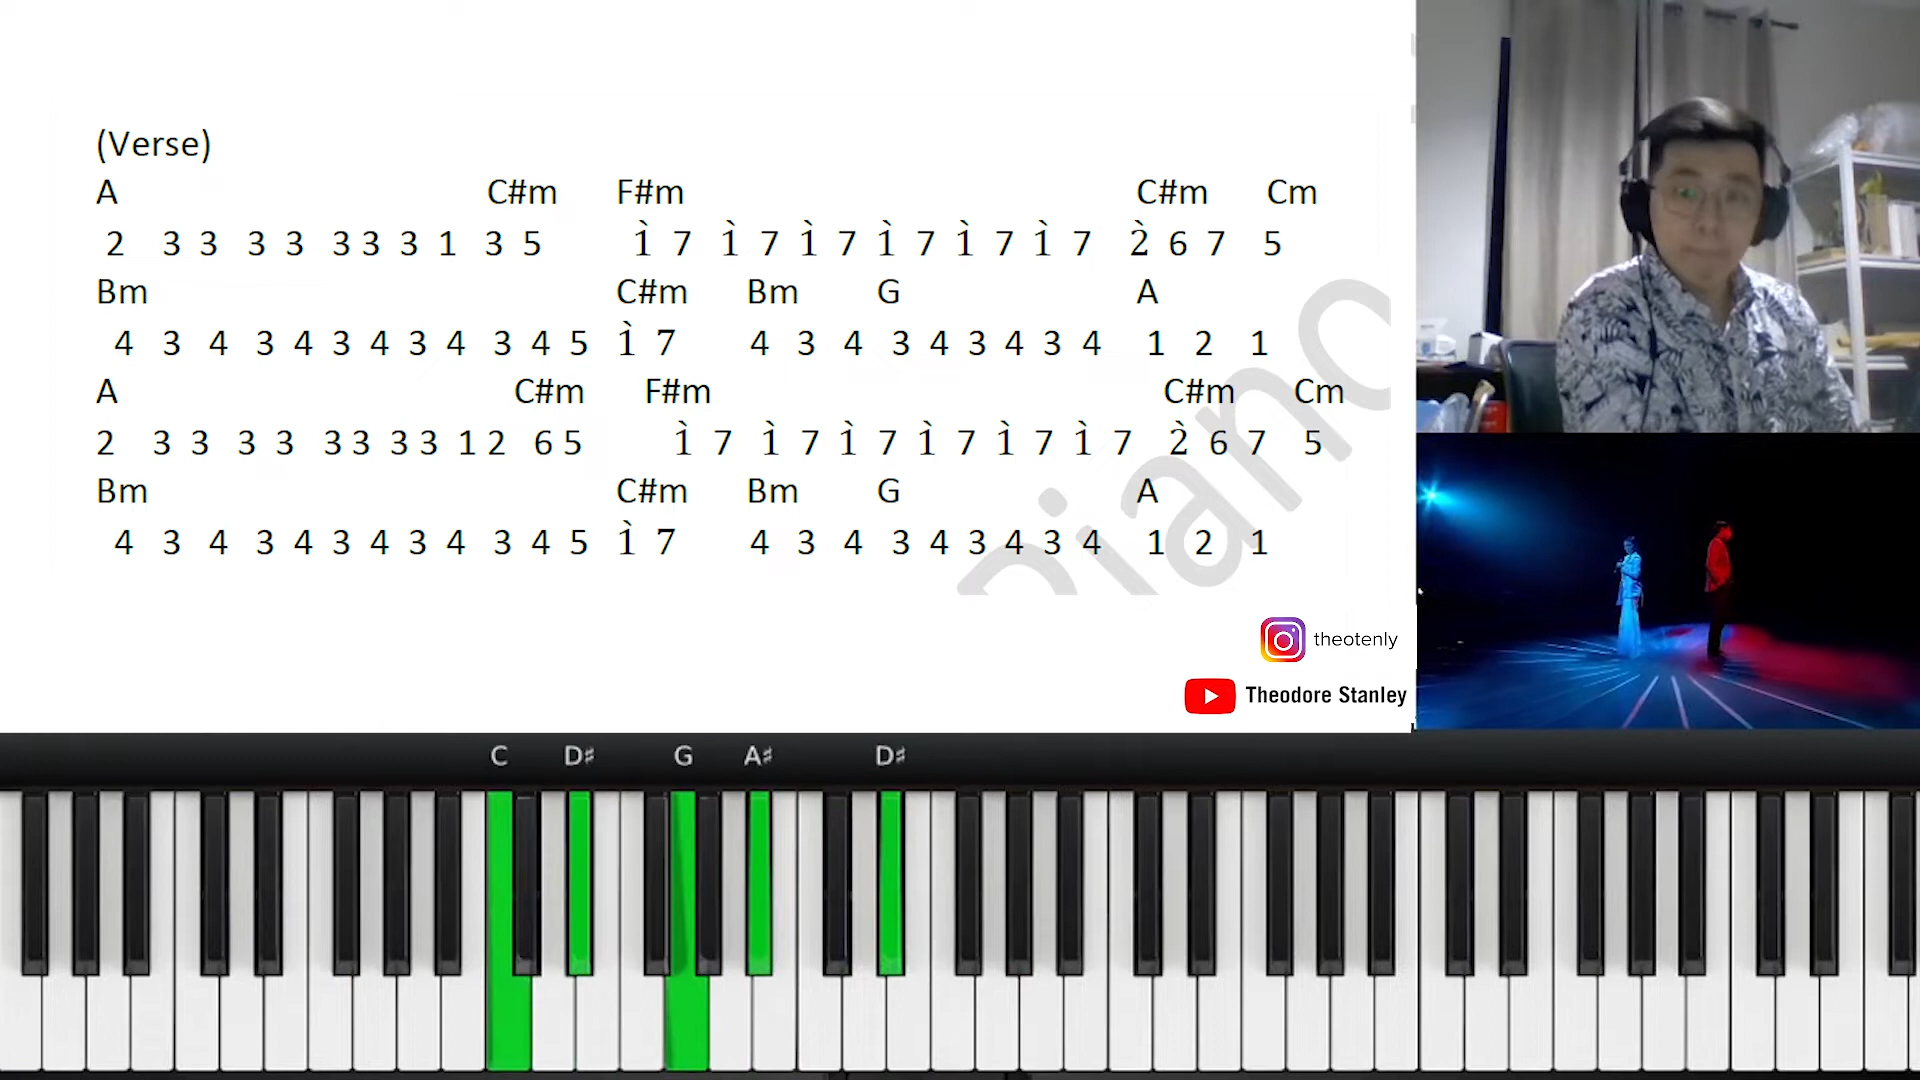 (Verse)
A C#m F#m C#m Cm
2 3 3 3 3 3 3 3 1 3 5 1̀ 7 1̀ 7 1̀ 7 1̀ 7 1̀ 7 1̀ 7 2̀ 6 7 5
Bm C#m Bm G A
4 3 4 3 4 3 4 3 4 3 4 5 1̀ 7 4 3 4 3 4 3 4 3 4 1 2 1
A C#m F#m C#m Cm
2 3 3 3 3 3 3 3 3 1 2 6 5 1̀ 7 1̀ 7 1̀ 7 1̀ 7 1̀ 7 1̀ 7 2̀ 6 7 5
Bm C#m Bm G A
4 3 4 3 4 3 4 3 4 3 4 5 1̀ 7 4 3 4 3 4 3 4 3 4 1 2 1
Piano
theotenly
Theodore Stanley
C D♯ G A♯ D♯